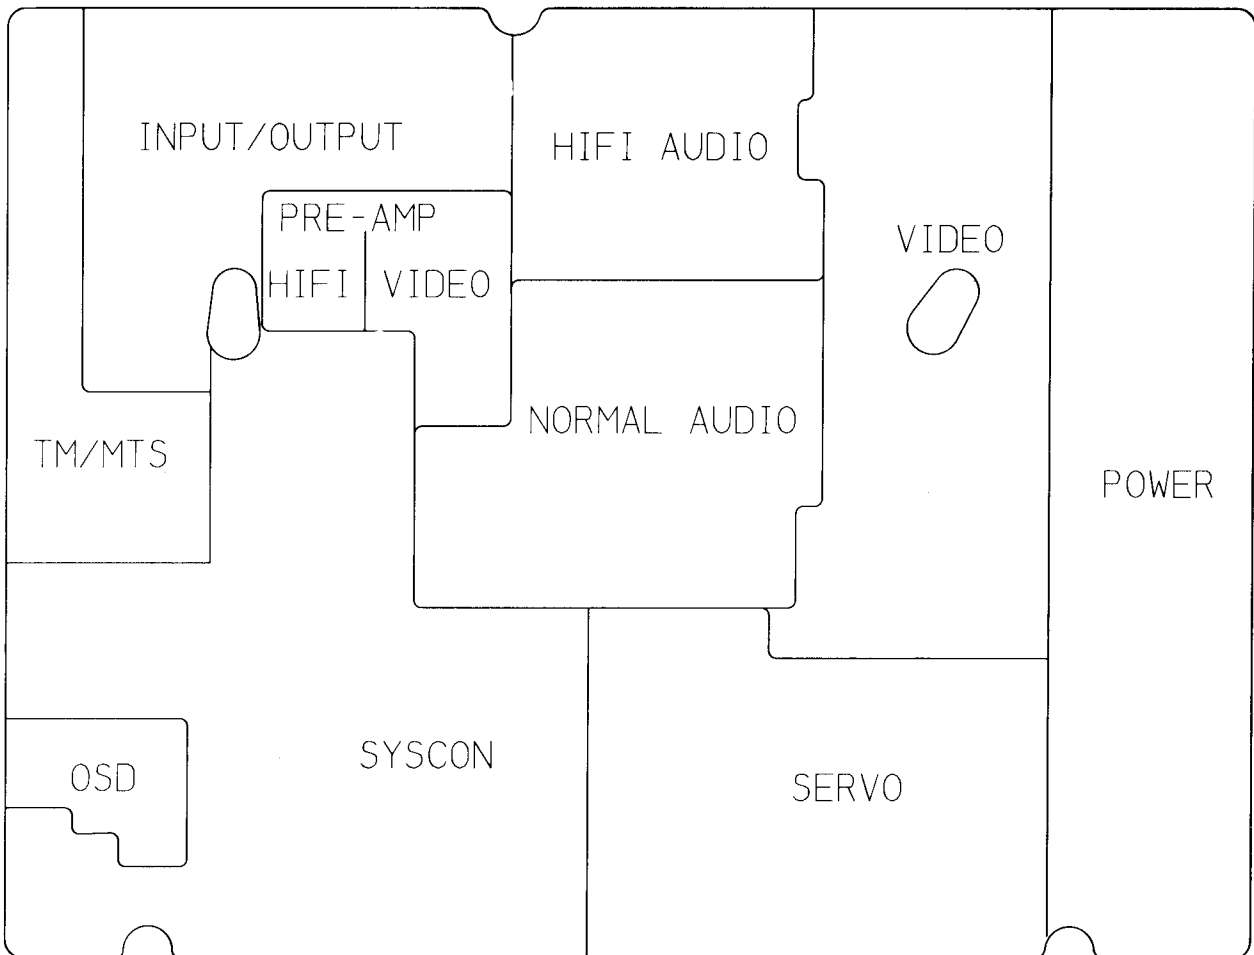 INPUT/OUTPUT
HIFI AUDIO
PRE-AMP
HIFI
VIDEO
VIDEO
NORMAL AUDIO
TM/MTS
POWER
SYSCON
OSD
SERVO